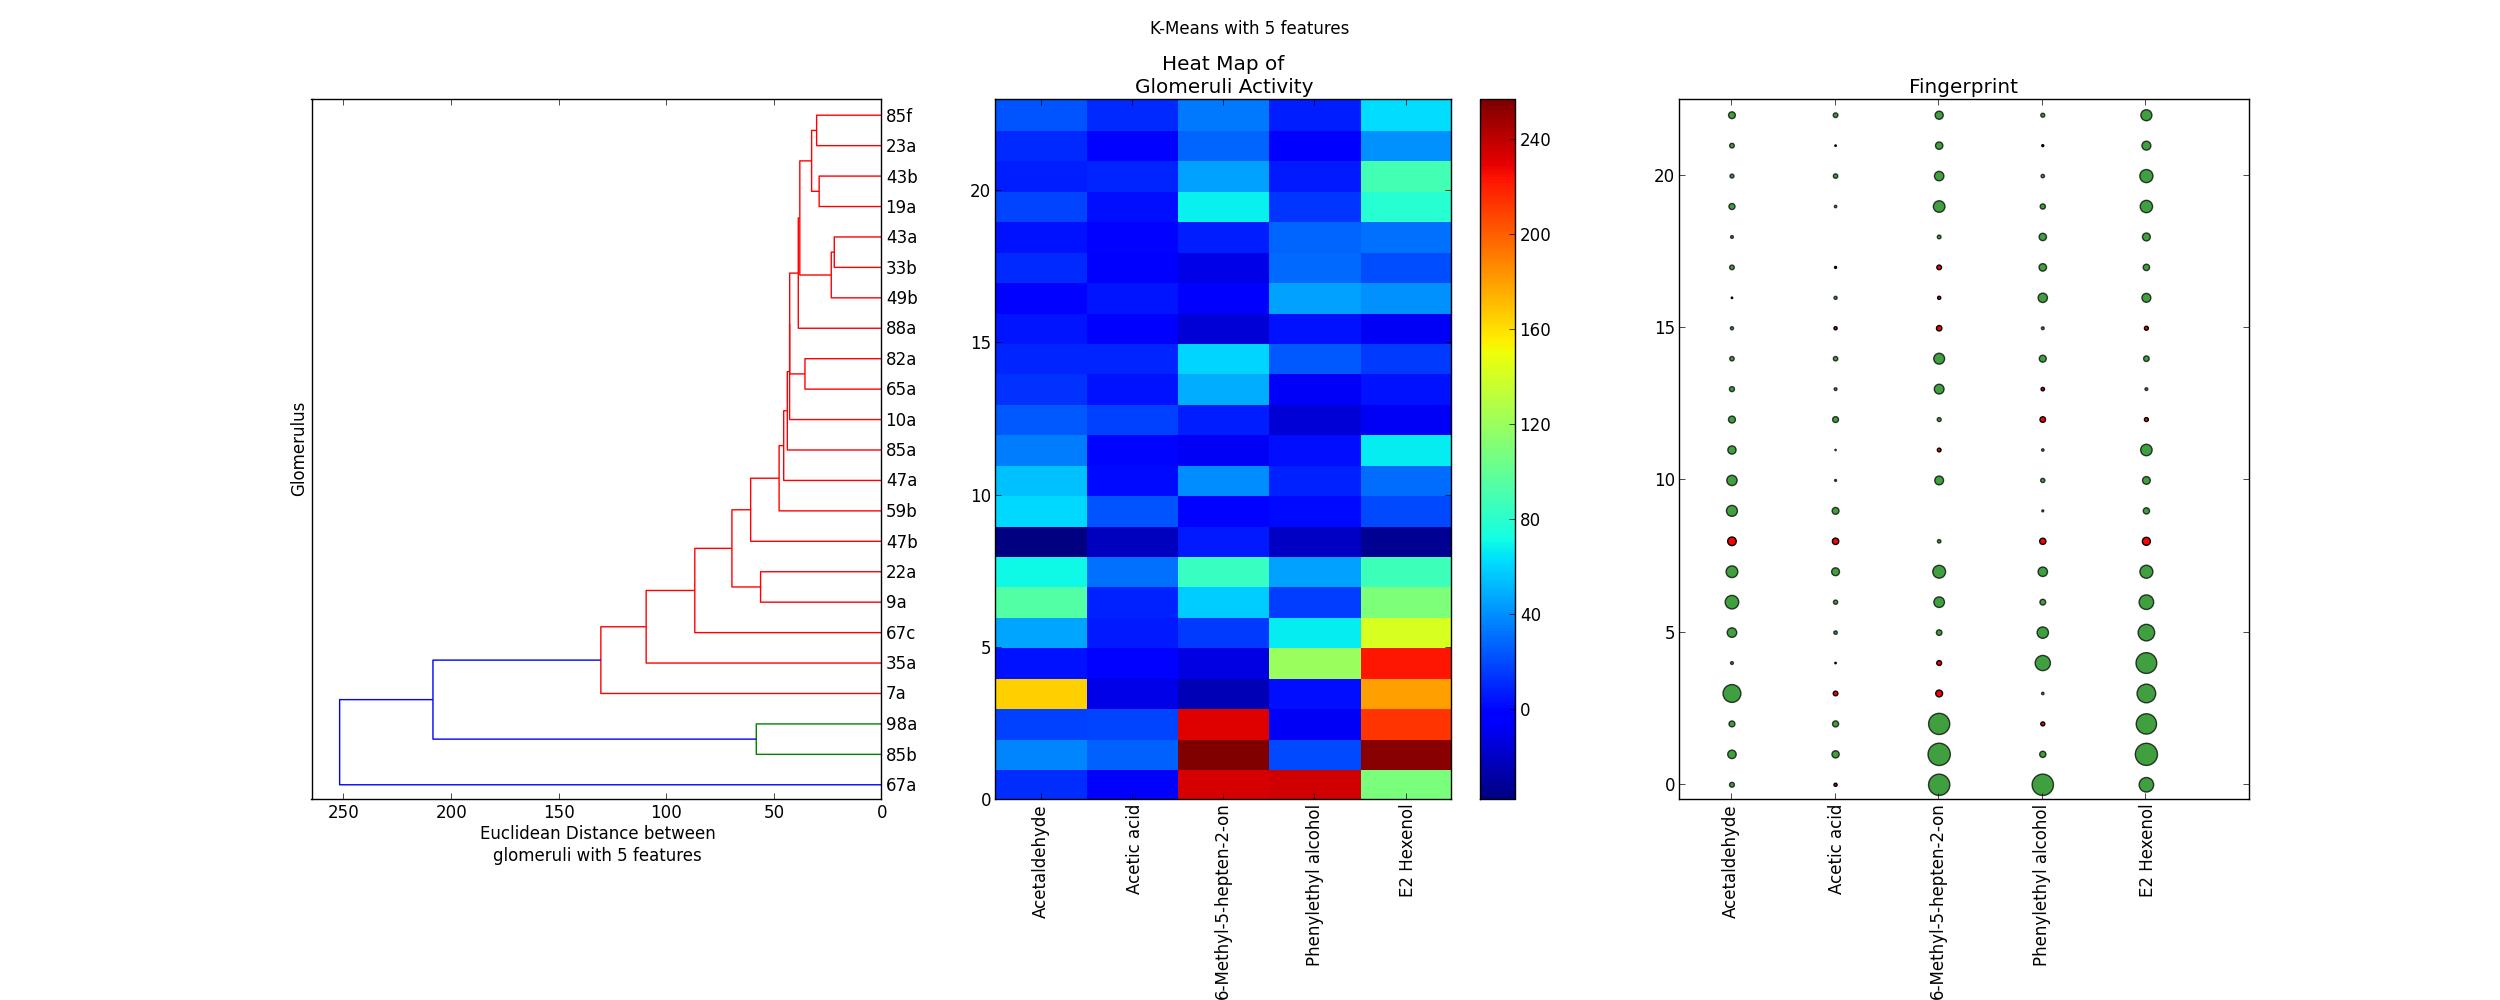 K-Means with 5 features
Heat Map of
Glomeruli Activity
Fingerprint
85f
23a
43b
19a
43a
33b
49b
88a
82a
65a
10a
85a
47a
59b
47b
22a
9a
67c
35a
7a
98a
85b
67a
Glomerulus
250 200 150 100 50 0
Euclidean Distance between
glomeruli with 5 features
20
15
10
5
0
Acetaldehyde
Acetic acid
6-Methyl-5-hepten-2-on
Phenylethyl alcohol
E2 Hexenol
240
200
160
120
80
40
0
20
15
10
5
0
Acetaldehyde
Acetic acid
6-Methyl-5-hepten-2-on
Phenylethyl alcohol
E2 Hexenol